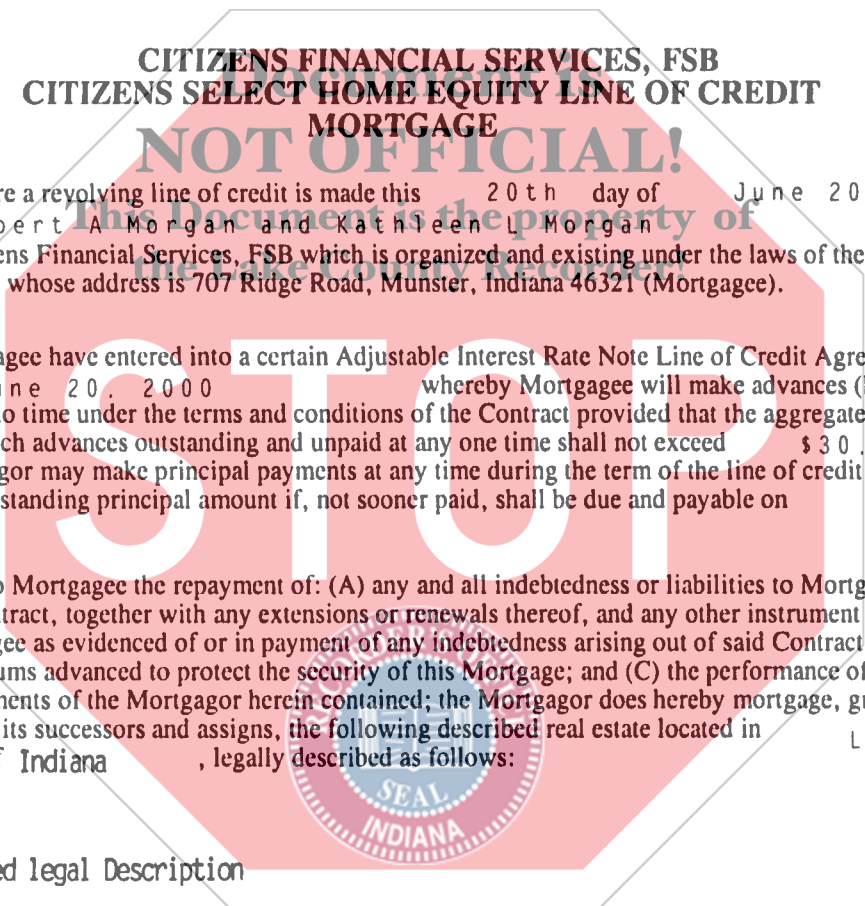 CITIZENS FINANCIAL SERVICES, FSB
CITIZENS SELECT HOME EQUITY LINE OF CREDIT
MORTGAGE
Document is
NOT OFFICIAL!
This Document is the property of
the Lake County Recorder!
re a revolving line of credit is made this 20th day of June 20
bert A Morgan and Kathleen L Morgan
ens Financial Services, FSB which is organized and existing under the laws of the
whose address is 707 Ridge Road, Munster, Indiana 46321 (Mortgagee).
agee have entered into a certain Adjustable Interest Rate Note Line of Credit Agre
une 20, 2000 whereby Mortgagee will make advances (
o time under the terms and conditions of the Contract provided that the aggregate
ch advances outstanding and unpaid at any one time shall not exceed $30.
gor may make principal payments at any time during the term of the line of credit
standing principal amount if, not sooner paid, shall be due and payable on
STOP
o Mortgagee the repayment of: (A) any and all indebtedness or liabilities to Mortg
tract, together with any extensions or renewals thereof, and any other instrument
gee as evidenced of or in payment of any indebtedness arising out of said Contract
ums advanced to protect the security of this Mortgage; and (C) the performance of
ments of the Mortgagor herein contained; the Mortgagor does hereby mortgage, g
its successors and assigns, the following described real estate located in L
f Indiana , legally described as follows:
SEAL
INDIANA
ed legal Description